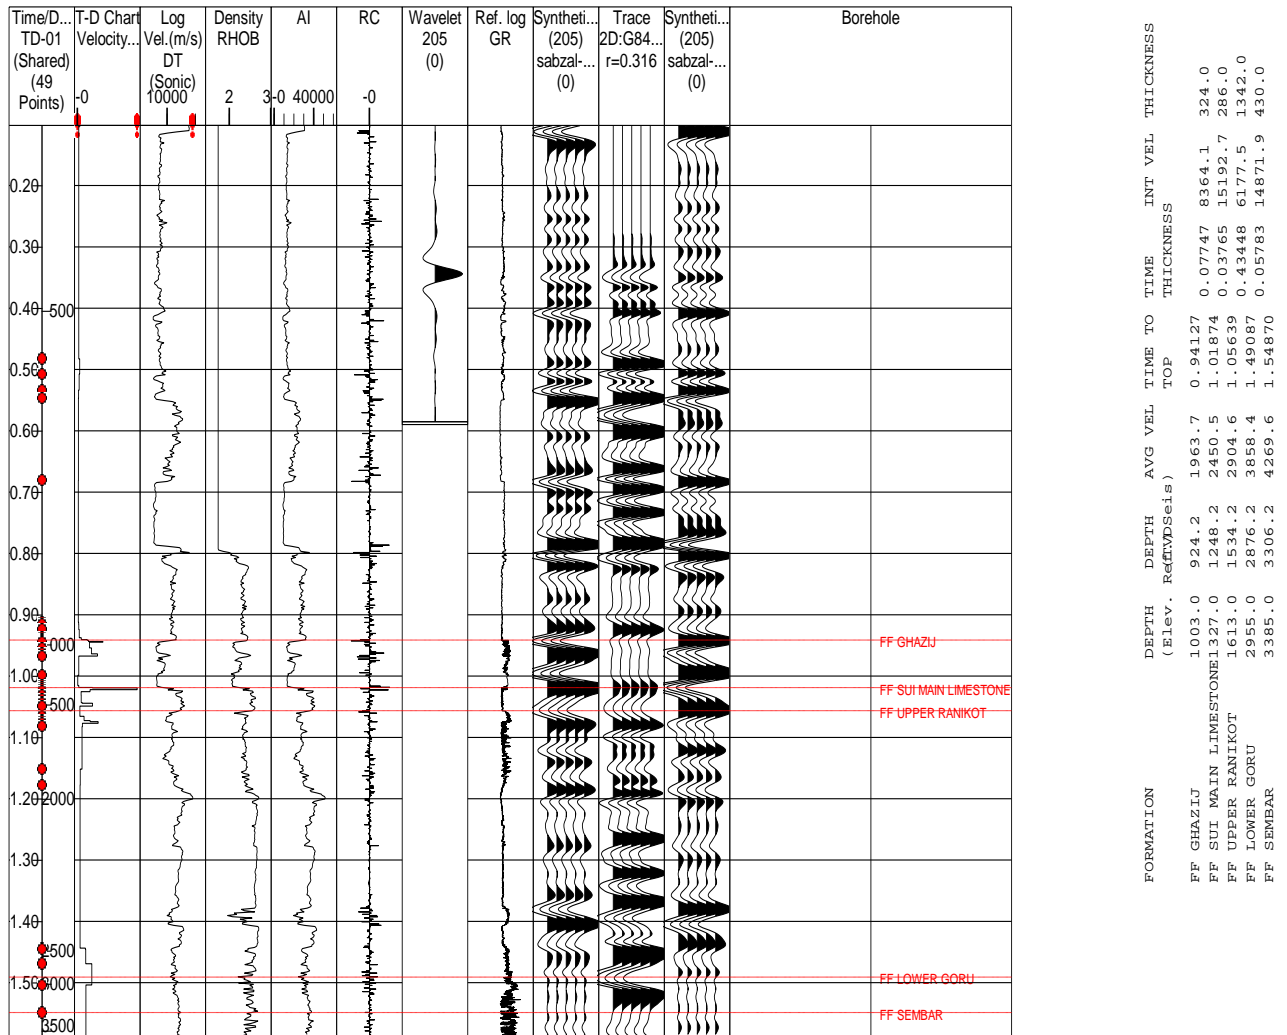 Time/D...
TD-01
(Shared)
(49
Points)
T-D Chart
Velocity...
-0
Log
Vel.(m/s)
DT
(Sonic)
10000
Density
RHOB
2 3
AI
-0 40000
RC
-0
Wavelet
205
(0)
Ref. log
GR
Syntheti...
(205)
sabzal-...
(0)
Trace
2D:G84...
r=0.316
Syntheti...
(205)
sabzal-...
(0)
Borehole
0.20
0.30
0.40 500
0.50
0.60
0.70
0.80
0.90
000
1.00
500
1.10
1.20 2000
1.30
1.40
2500
1.50 3000
3500
FF GHAZIJ
FF SUI MAIN LIMESTONE
FF UPPER RANIKOT
FF LOWER GORU
FF SEMBAR
FORMATION DEPTH DEPTH AVG VEL TIME TO TIME INT VEL THICKNESS
(Elev. Ref.) (TVDSeis) TOP THICKNESS
FF GHAZIJ 1003.0 924.2 1963.7 0.94127 0.07747 8364.1 324.0
FF SUI MAIN LIMESTONE 1327.0 1248.2 2450.5 1.01874 0.03765 15192.7 286.0
FF UPPER RANIKOT 1613.0 1534.2 2904.6 1.05639 0.43448 6177.5 1342.0
FF LOWER GORU 2955.0 2876.2 3858.4 1.49087 0.05783 14871.9 430.0
FF SEMBAR 3385.0 3306.2 4269.6 1.54870